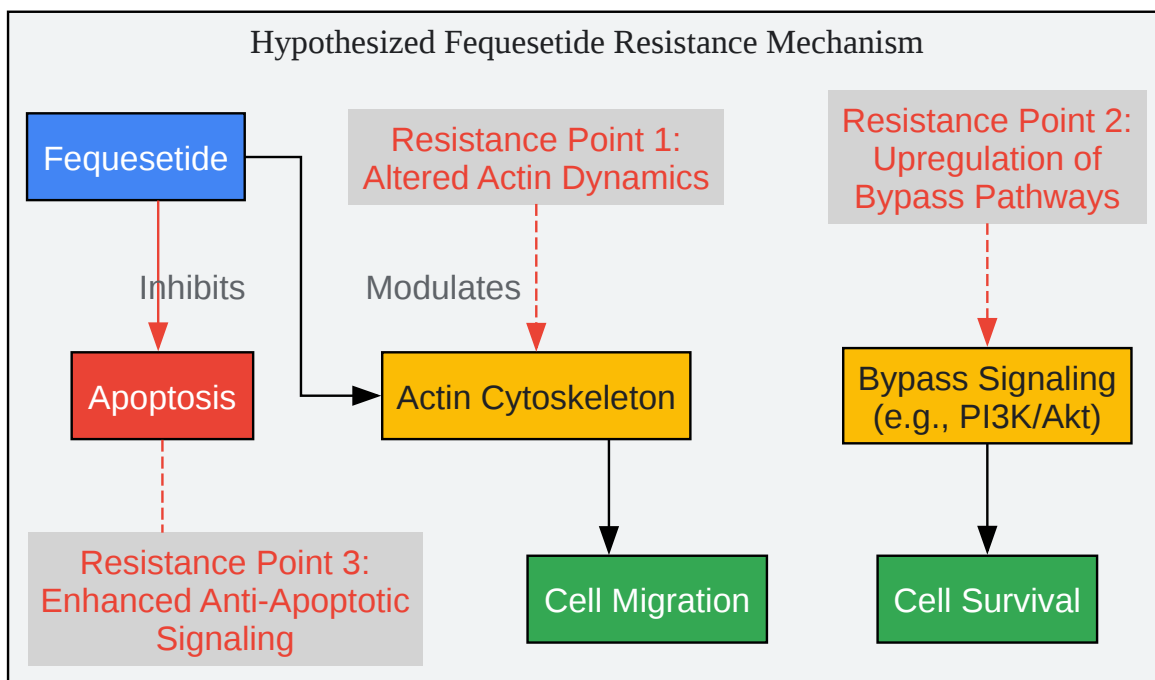 Hypothesized Fequesetide Resistance Mechanism
Fequesetide
Resistance Point 1:
Altered Actin Dynamics
Resistance Point 2:
Upregulation of
Bypass Pathways
Inhibits
Modulates
Apoptosis
Actin Cytoskeleton
Bypass Signaling
(e.g., PI3K/Akt)
Resistance Point 3:
Enhanced Anti-Apoptotic
Signaling
Cell Migration
Cell Survival